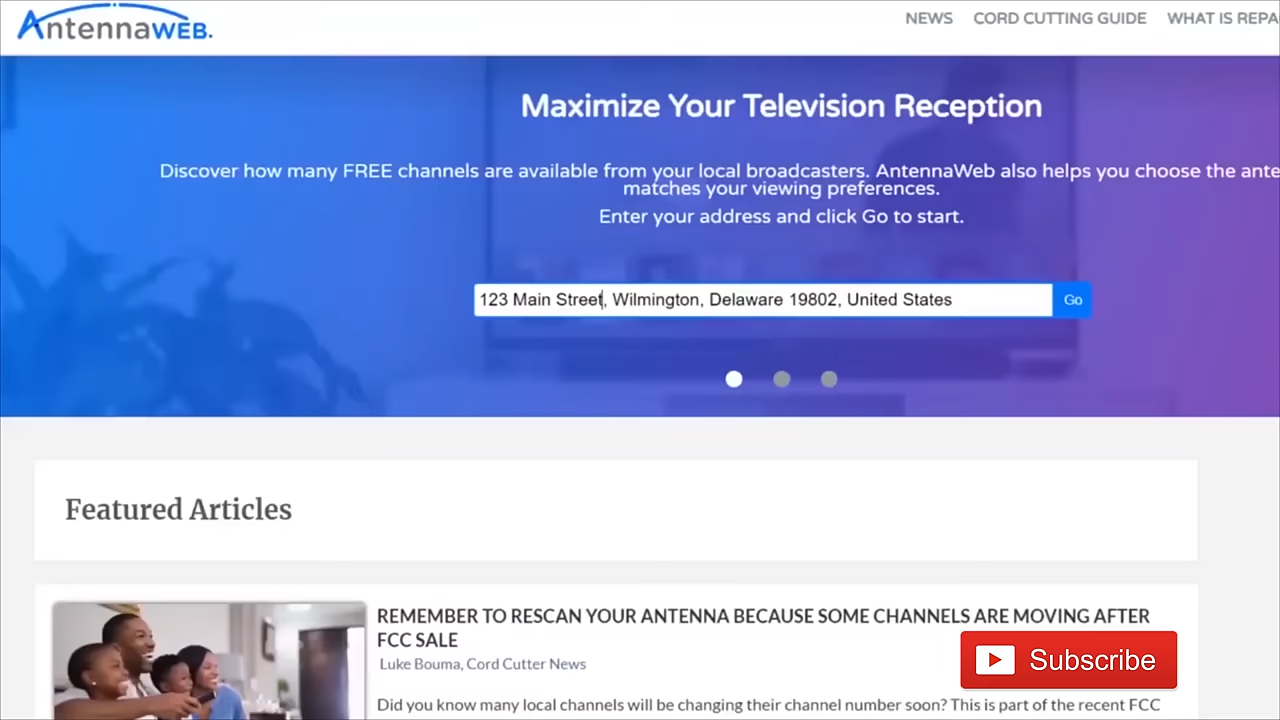 AntennaWEB.
NEWS CORD CUTTING GUIDE WHAT IS REPA
Maximize Your Television Reception
Discover how many FREE channels are available from your local broadcasters. AntennaWeb also helps you choose the ante
matches your viewing preferences.
Enter your address and click Go to start.
123 Main Street, Wilmington, Delaware 19802, United States Go
Featured Articles
REMEMBER TO RESCAN YOUR ANTENNA BECAUSE SOME CHANNELS ARE MOVING AFTER
FCC SALE
Luke Bouma, Cord Cutter News
Subscribe
Did you know many local channels will be changing their channel number soon? This is part of the recent FCC